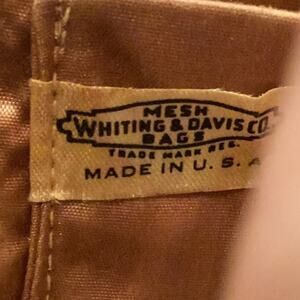 MESH
WHITING & DAVIS CO.
BAGS
TRADE MARK REG.
MADE IN U.S.A